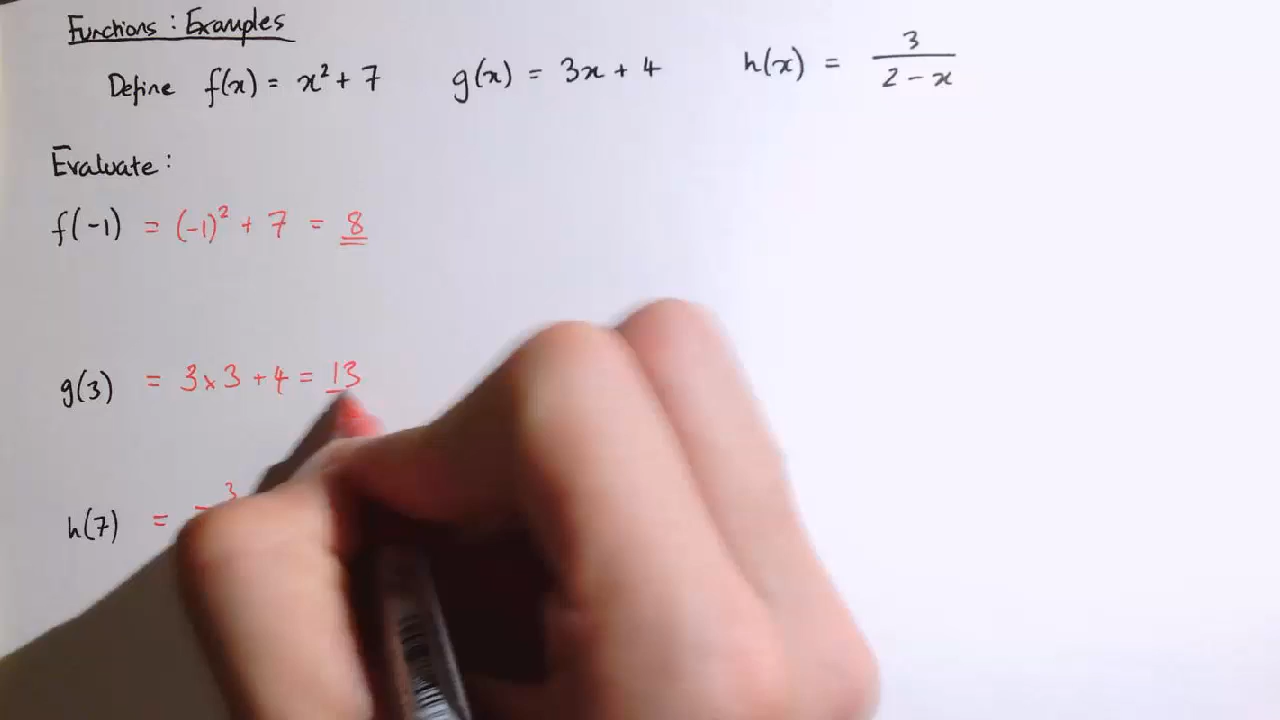 Functions : Examples
Define f(x) = x² + 7 g(x) = 3x + 4 h(x) = 3/(2 - x)
Evaluate :
f(-1) = (-1)² + 7 = 8
g(3) = 3 x 3 + 4 = 13
h(7) = 3